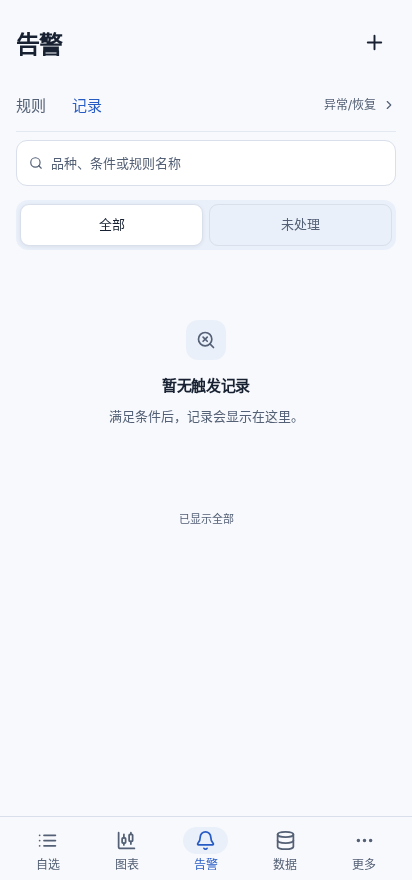 告警
规则 记录 异常/恢复
品种、条件或规则名称
全部 未处理
暂无触发记录
满足条件后，记录会显示在这里。
已显示全部
自选 图表 告警 数据 更多